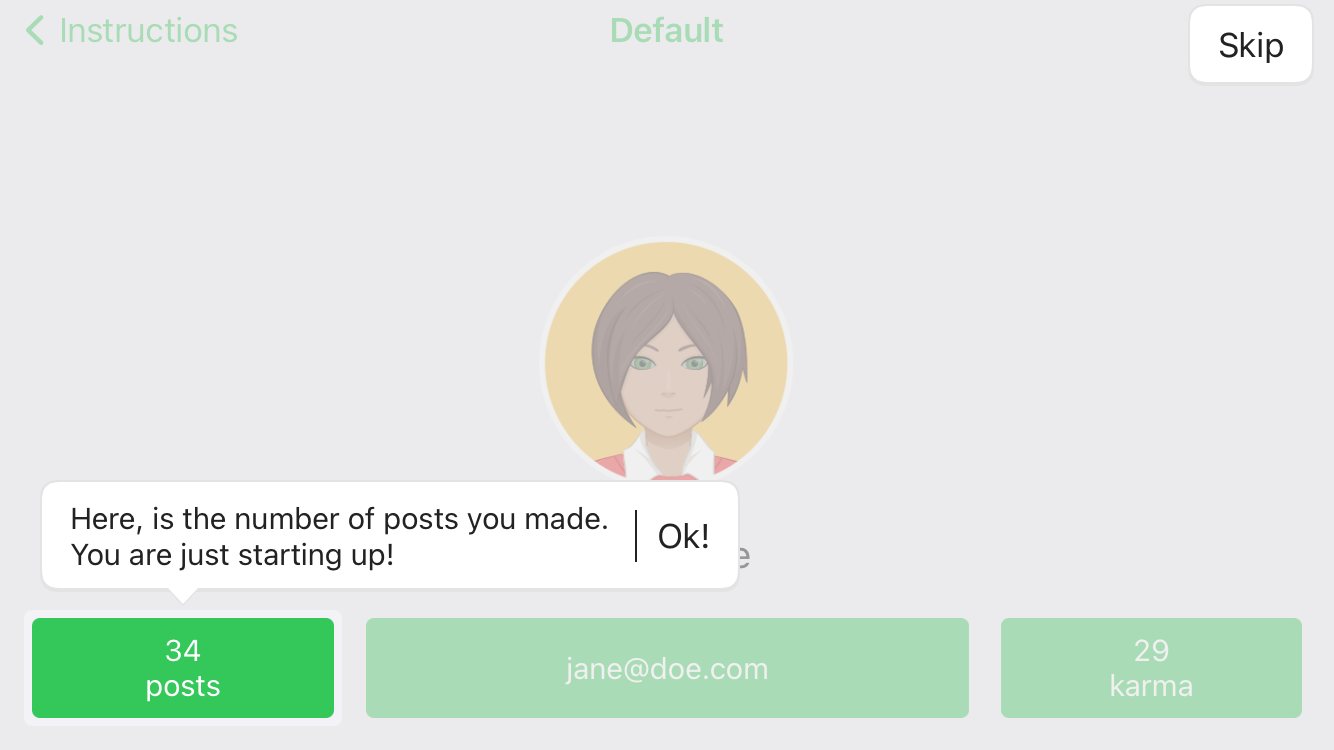 Instructions
Default
Skip
Here, is the number of posts you made.
You are just starting up!
Ok!
34
posts
jane@doe.com
29
karma